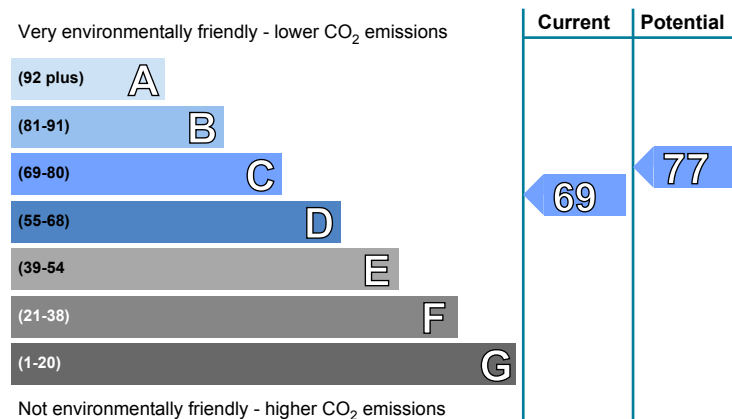 Very environmentally friendly - lower CO2 emissions
Current
Potential
(92 plus) A
(81-91) B
(69-80) C
(55-68) D
(39-54 E
(21-38) F
(1-20) G
69
77
Not environmentally friendly - higher CO2 emissions